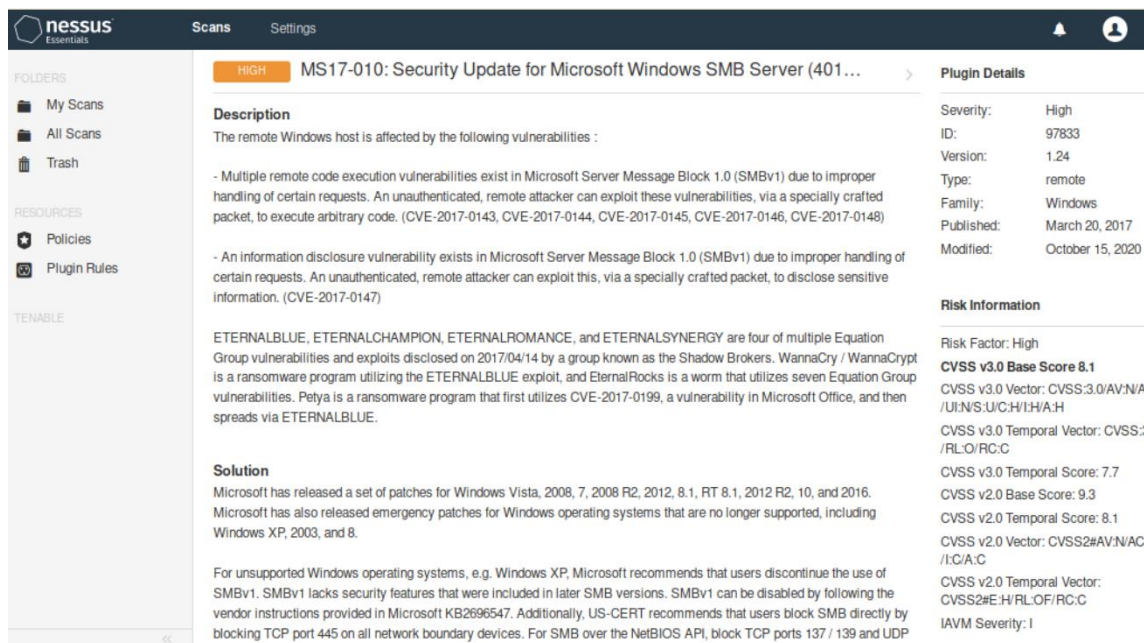 nessus
Essentials
Scans
Settings
FOLDERS
My Scans
All Scans
Trash
RESOURCES
Policies
Plugin Rules
TENABLE
HIGH
MS17-010: Security Update for Microsoft Windows SMB Server (401...
Description
The remote Windows host is affected by the following vulnerabilities :
- Multiple remote code execution vulnerabilities exist in Microsoft Server Message Block 1.0 (SMBv1) due to improper
handling of certain requests. An unauthenticated, remote attacker can exploit these vulnerabilities, via a specially crafted
packet, to execute arbitrary code. (CVE-2017-0143, CVE-2017-0144, CVE-2017-0145, CVE-2017-0146, CVE-2017-0148)
- An information disclosure vulnerability exists in Microsoft Server Message Block 1.0 (SMBv1) due to improper handling of
certain requests. An unauthenticated, remote attacker can exploit this, via a specially crafted packet, to disclose sensitive
information. (CVE-2017-0147)
ETERNALBLUE, ETERNALCHAMPION, ETERNALROMANCE, and ETERNALSYNERGY are four of multiple Equation
Group vulnerabilities and exploits disclosed on 2017/04/14 by a group known as the Shadow Brokers. WannaCry / WannaCrypt
is a ransomware program utilizing the ETERNALBLUE exploit, and EternalRocks is a worm that utilizes seven Equation Group
vulnerabilities. Petya is a ransomware program that first utilizes CVE-2017-0199, a vulnerability in Microsoft Office, and then
spreads via ETERNALBLUE.
Solution
Microsoft has released a set of patches for Windows Vista, 2008, 7, 2008 R2, 2012, 8.1, RT 8.1, 2012 R2, 10, and 2016.
Microsoft has also released emergency patches for Windows operating systems that are no longer supported, including
Windows XP, 2003, and 8.
For unsupported Windows operating systems, e.g. Windows XP, Microsoft recommends that users discontinue the use of
SMBv1. SMBv1 lacks security features that were included in later SMB versions. SMBv1 can be disabled by following the
vendor instructions provided in Microsoft KB2696547. Additionally, US-CERT recommends that users block SMB directly by
blocking TCP port 445 on all network boundary devices. For SMB over the NetBIOS API, block TCP ports 137 / 139 and UDP
Plugin Details
Severity: High
ID: 97833
Version: 1.24
Type: remote
Family: Windows
Published: March 20, 2017
Modified: October 15, 2020
Risk Information
Risk Factor: High
CVSS v3.0 Base Score 8.1
CVSS v3.0 Vector: CVSS:3.0/AV:N/A
/UI:N/S:U/C:H/I:H/A:H
CVSS v3.0 Temporal Vector: CVSS:3
/RL:O/RC:C
CVSS v3.0 Temporal Score: 7.7
CVSS v2.0 Base Score: 9.3
CVSS v2.0 Temporal Score: 8.1
CVSS v2.0 Vector: CVSS2#AV:N/AC
/I:C/A:C
CVSS v2.0 Temporal Vector:
CVSS2#E:H/RL:OF/RC:C
IAVM Severity: I